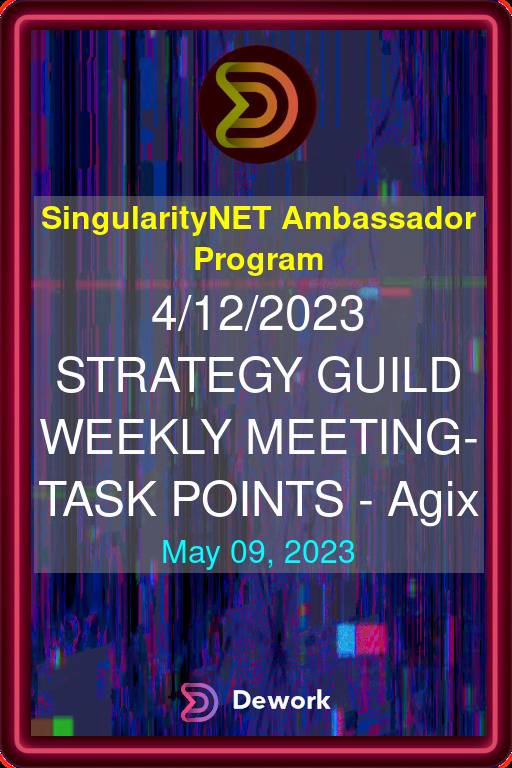 SingularityNET Ambassador
Program
4/12/2023
STRATEGY GUILD
WEEKLY MEETING-
TASK POINTS - Agix
May 09, 2023
Dework